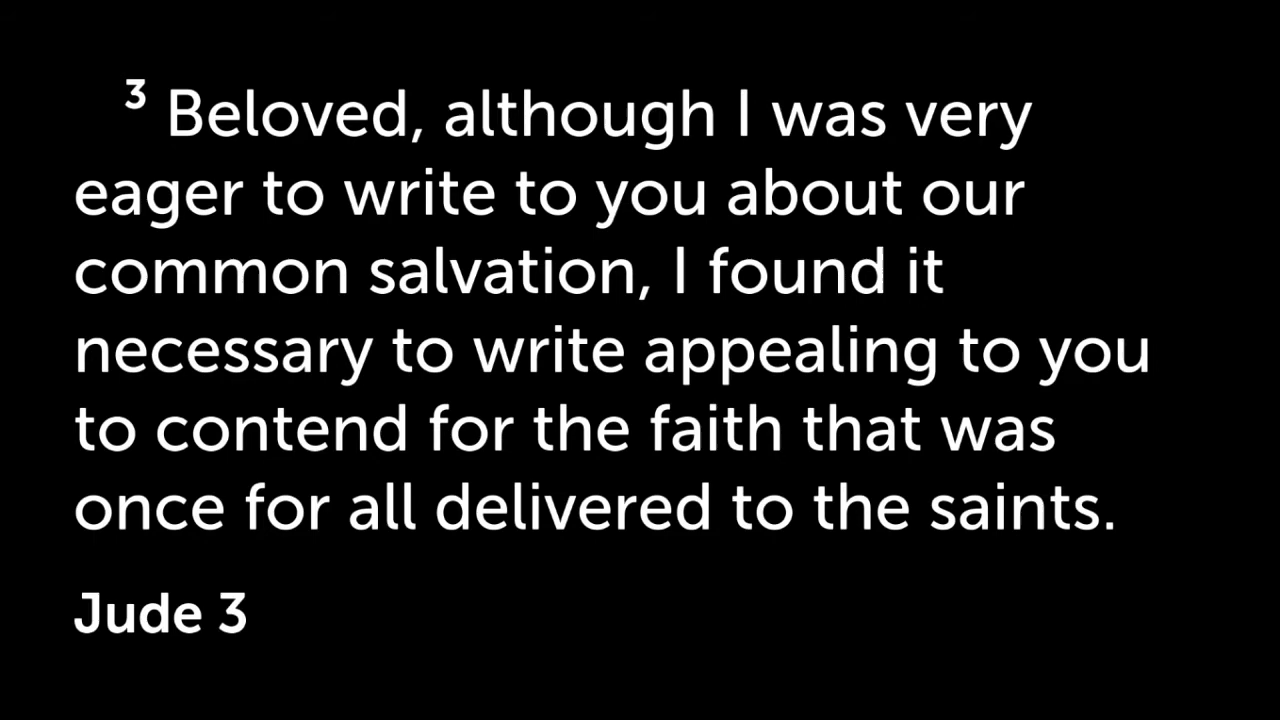 3 Beloved, although I was very
eager to write to you about our
common salvation, I found it
necessary to write appealing to you
to contend for the faith that was
once for all delivered to the saints.
Jude 3